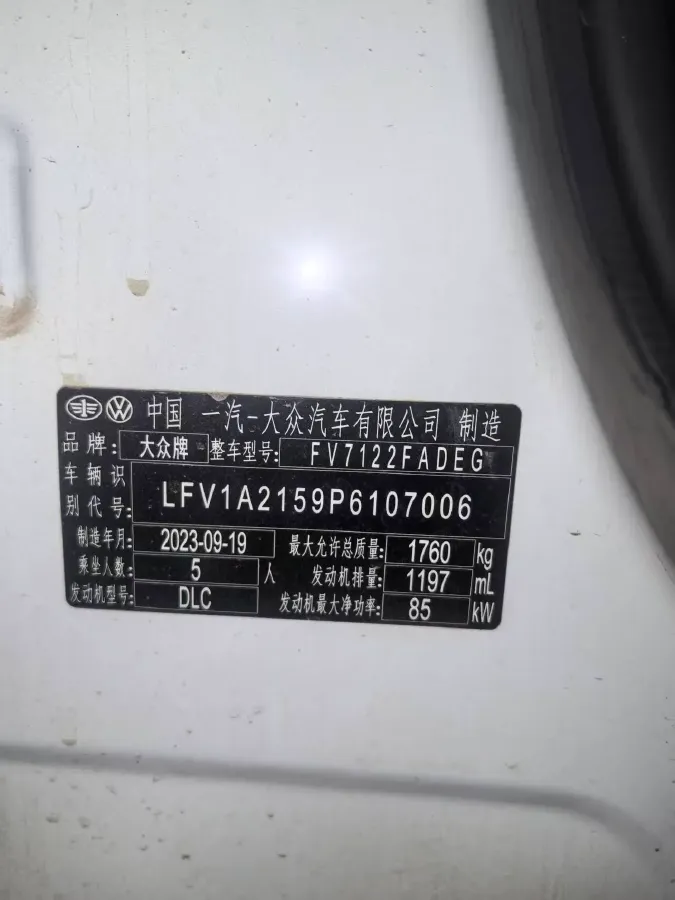 中国 一汽-大众汽车有限公司 制造
品牌: 大众牌 整车型号: FV7122FADEG
车辆识别代号: LFV1A2159P6107006
制造年月: 2023-09-19 最大允许总质量: 1760 kg
乘坐人数: 5 人 发动机排量: 1197 mL
发动机型号: DLC 发动机最大净功率: 85 kW